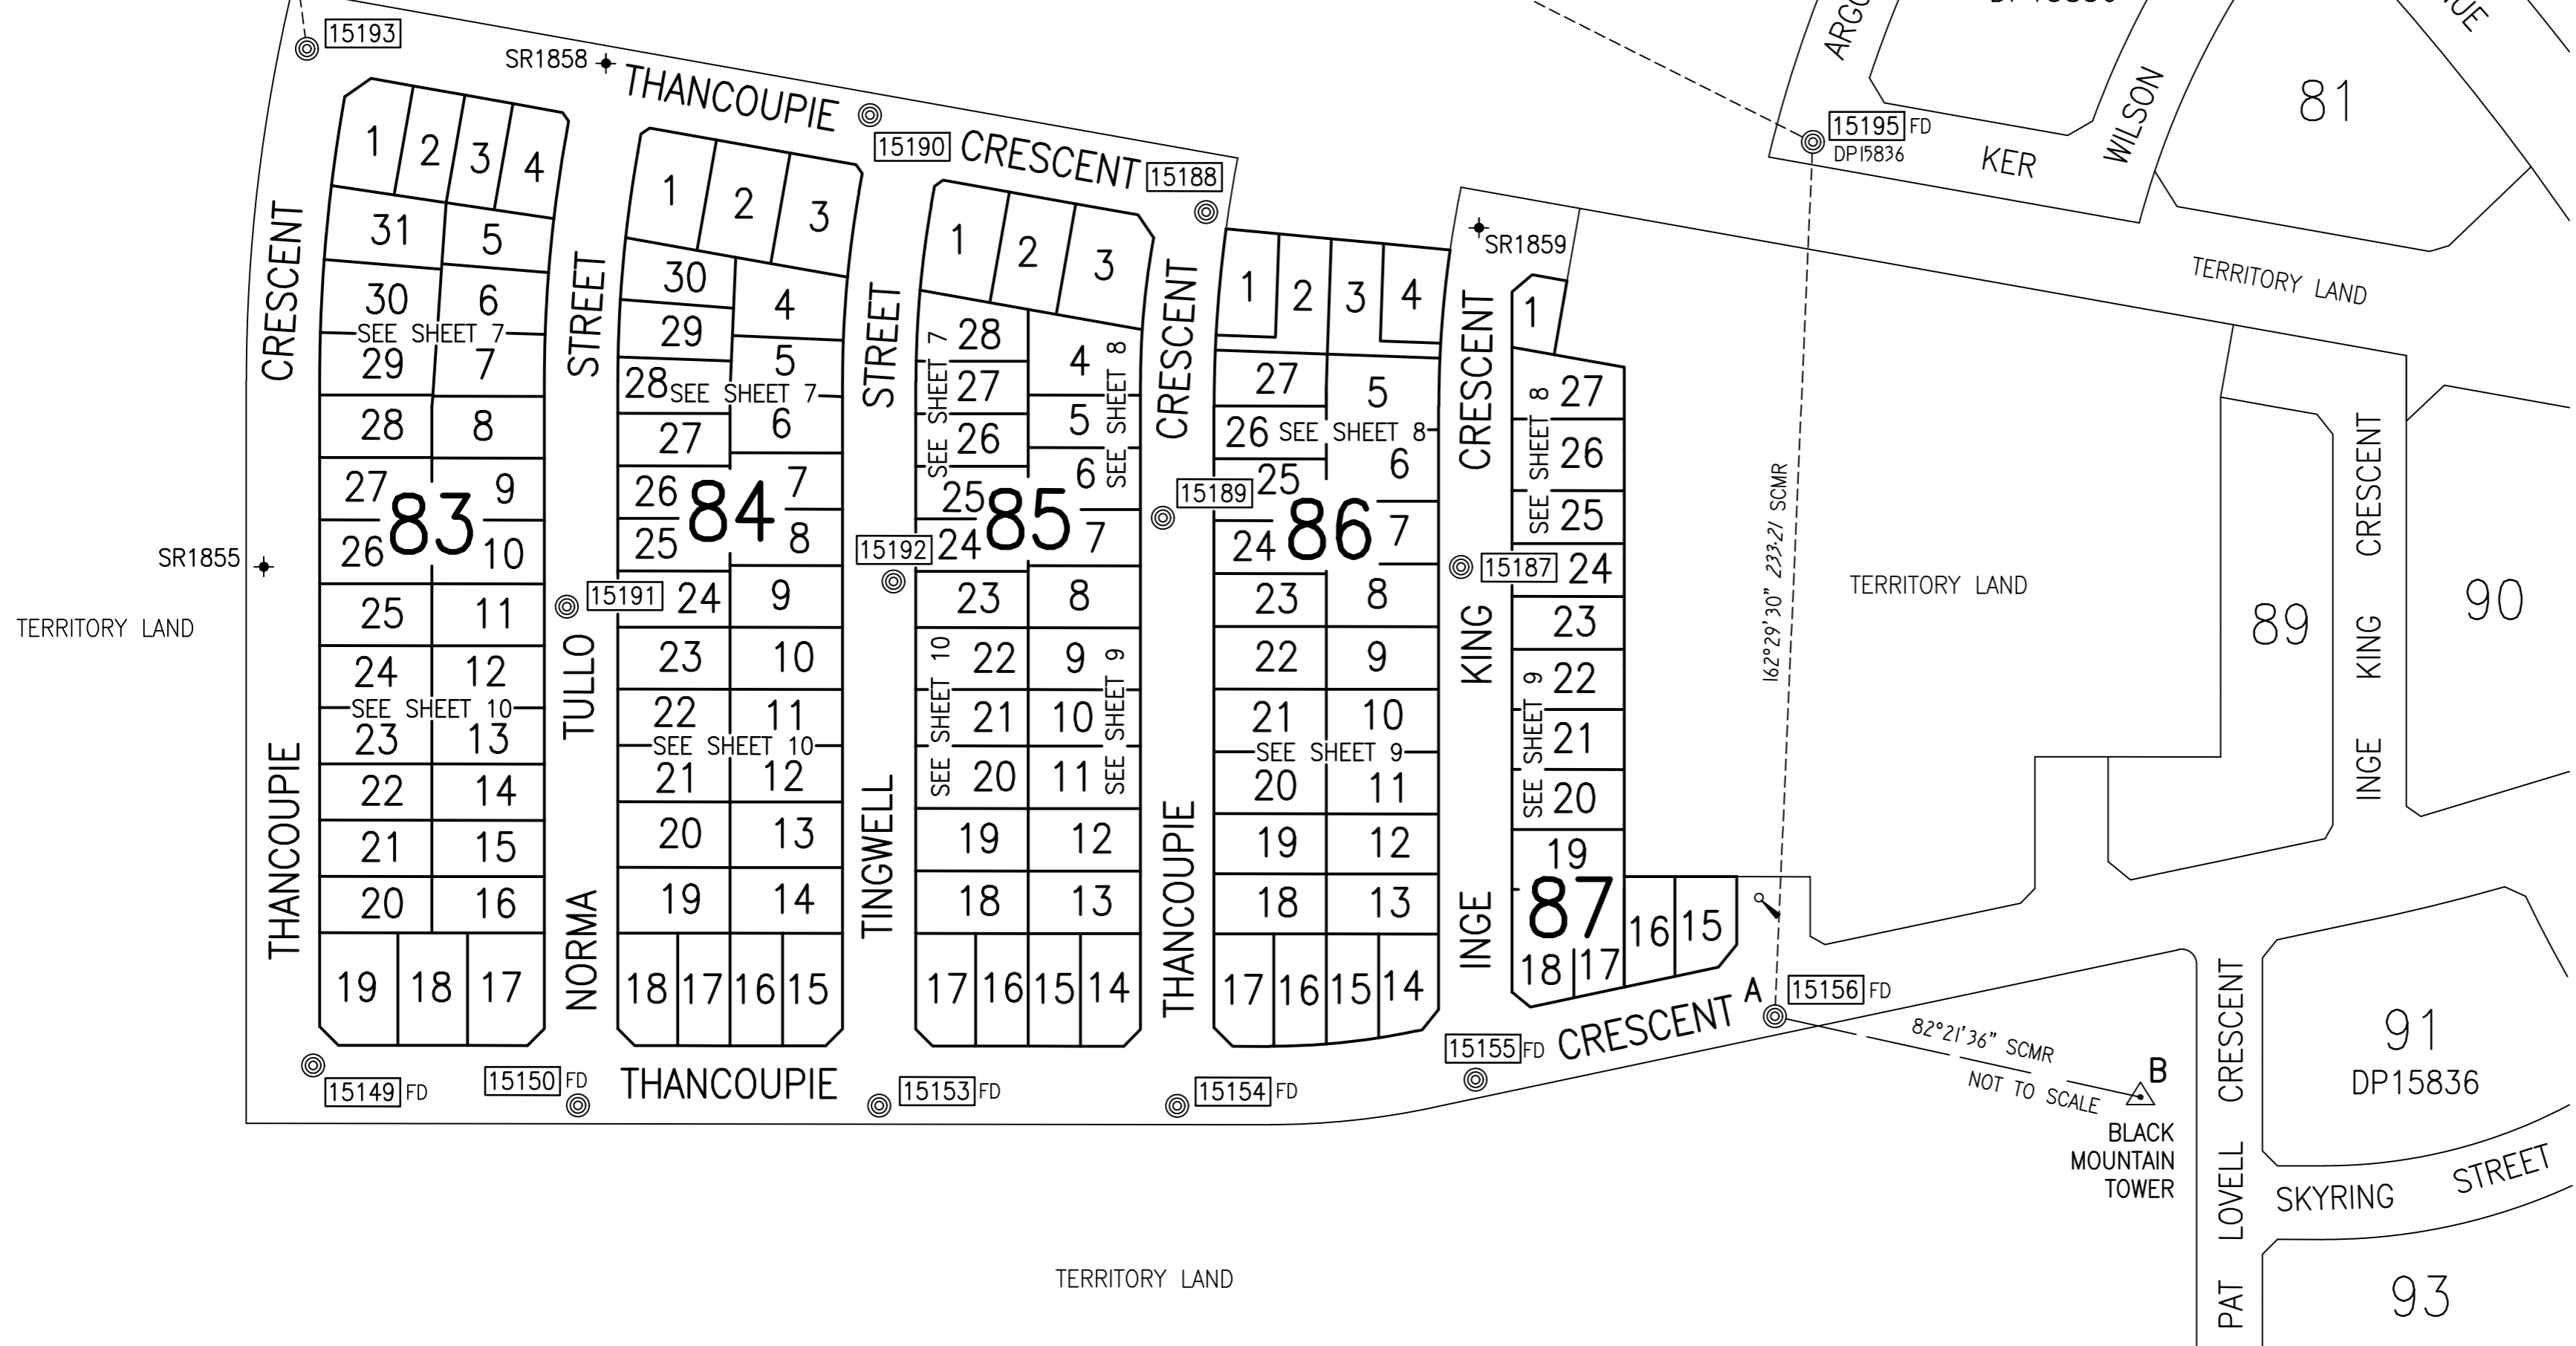 15193
SR1858
THANCOUPIE
15190
CRESCENT
15188
15195 FD
DP15836
KER
WILSON
81
SR1859
TERRITORY LAND
CRESCENT
1 2 3 4
31 5
30 6
SEE SHEET 7
29 7
28 8
27 9
83
26 10
25 11
24 12
SEE SHEET 10
23 13
22 14
21 15
20 16
19 18 17
SR1855
TERRITORY LAND
THANCOUPIE
STREET
15191
TULLO
NORMA
1 2 3
30 4
29 5
28 SEE SHEET 7
27 6
26 7
84
25 8
24 9
23 10
22 11
SEE SHEET 10
21 12
20 13
19 14
18 17 16 15
STREET
15192
TINGWELL
1 2 3
SEE SHEET 7
SEE SHEET 8
28 4
27
26 5
25 6
85
24 7
23 8
SEE SHEET 10
SEE SHEET 9
22 9
21 10
20 11
19 12
18 13
17 16 15 14
CRESCENT
15189
THANCOUPIE
1 2 3 4
27 5
26 SEE SHEET 8
25 6
86
24 7
23 8
22 9
21 10
SEE SHEET 9
20 11
19 12
18 13
17 16 15 14
CRESCENT
15187
KING
INGE
1
SEE SHEET 8
27
26
25
24
23
SEE SHEET 9
22
21
20
19
87
18 17 16 15
162°29'30" 233.21 SCMR
TERRITORY LAND
89
CRESCENT
KING
INGE
90
15149 FD
15150 FD
THANCOUPIE
15153 FD
15154 FD
15155 FD
CRESCENT
A
15156 FD
82°21'36" SCMR
NOT TO SCALE
B
BLACK
MOUNTAIN
TOWER
CRESCENT
LOVELL
PAT
91
DP15836
SKYRING
STREET
93
TERRITORY LAND